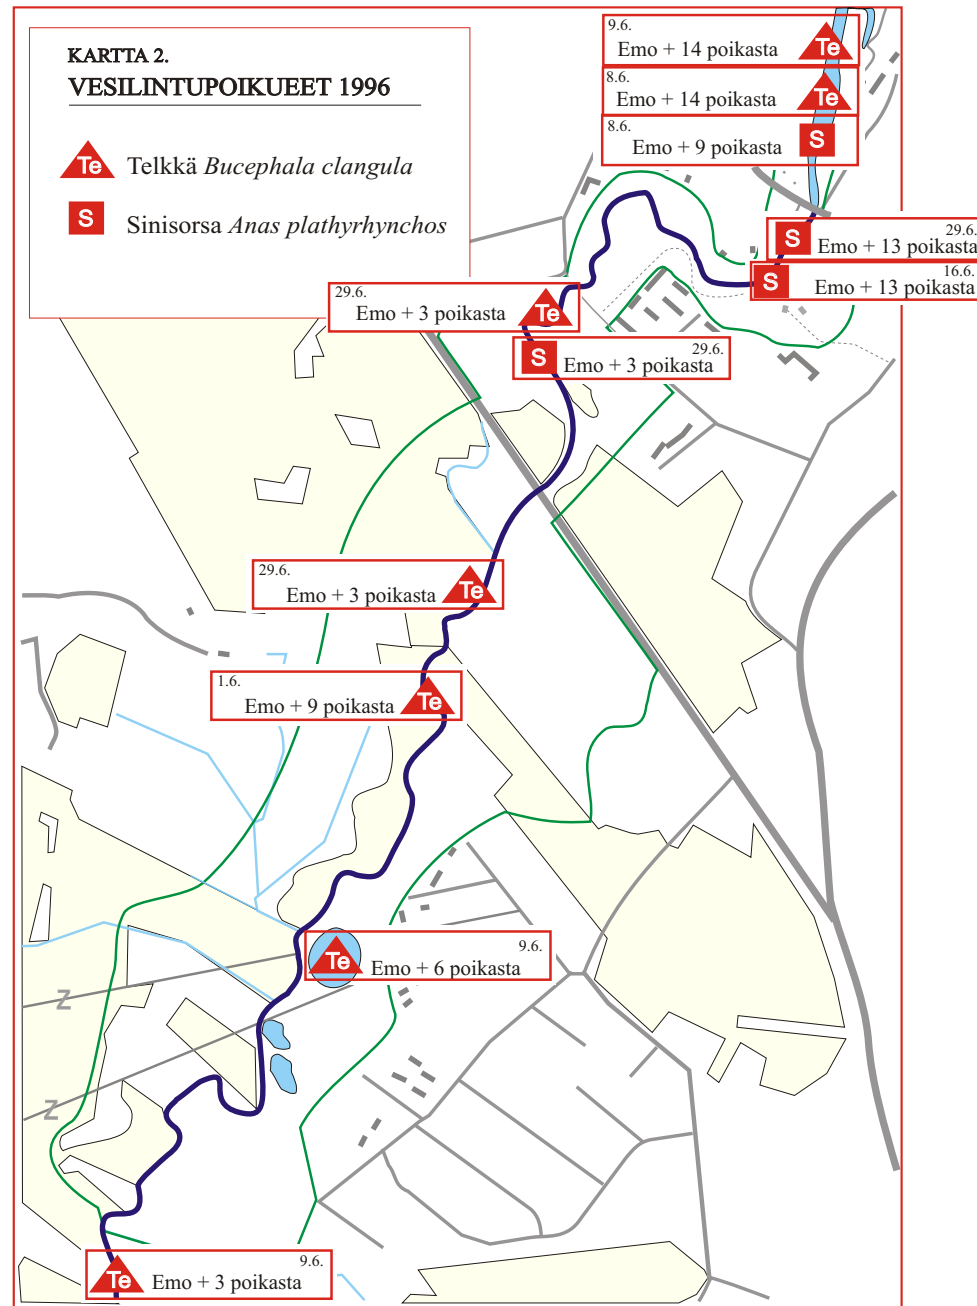 KARTTA 2.
VESILINTUPOIKUEET 1996
Te Telkkä Bucephala clangula
S Sinisorsa Anas plathyrhynchos
9.6.
Emo + 14 poikasta Te
8.6.
Emo + 14 poikasta Te
8.6.
Emo + 9 poikasta S
29.6.
S Emo + 13 poikasta
16.6.
S Emo + 13 poikasta
29.6.
Emo + 3 poikasta Te
29.6.
S Emo + 3 poikasta
29.6.
Emo + 3 poikasta Te
1.6.
Emo + 9 poikasta Te
9.6.
Te Emo + 6 poikasta
Z
Z
9.6.
Te Emo + 3 poikasta